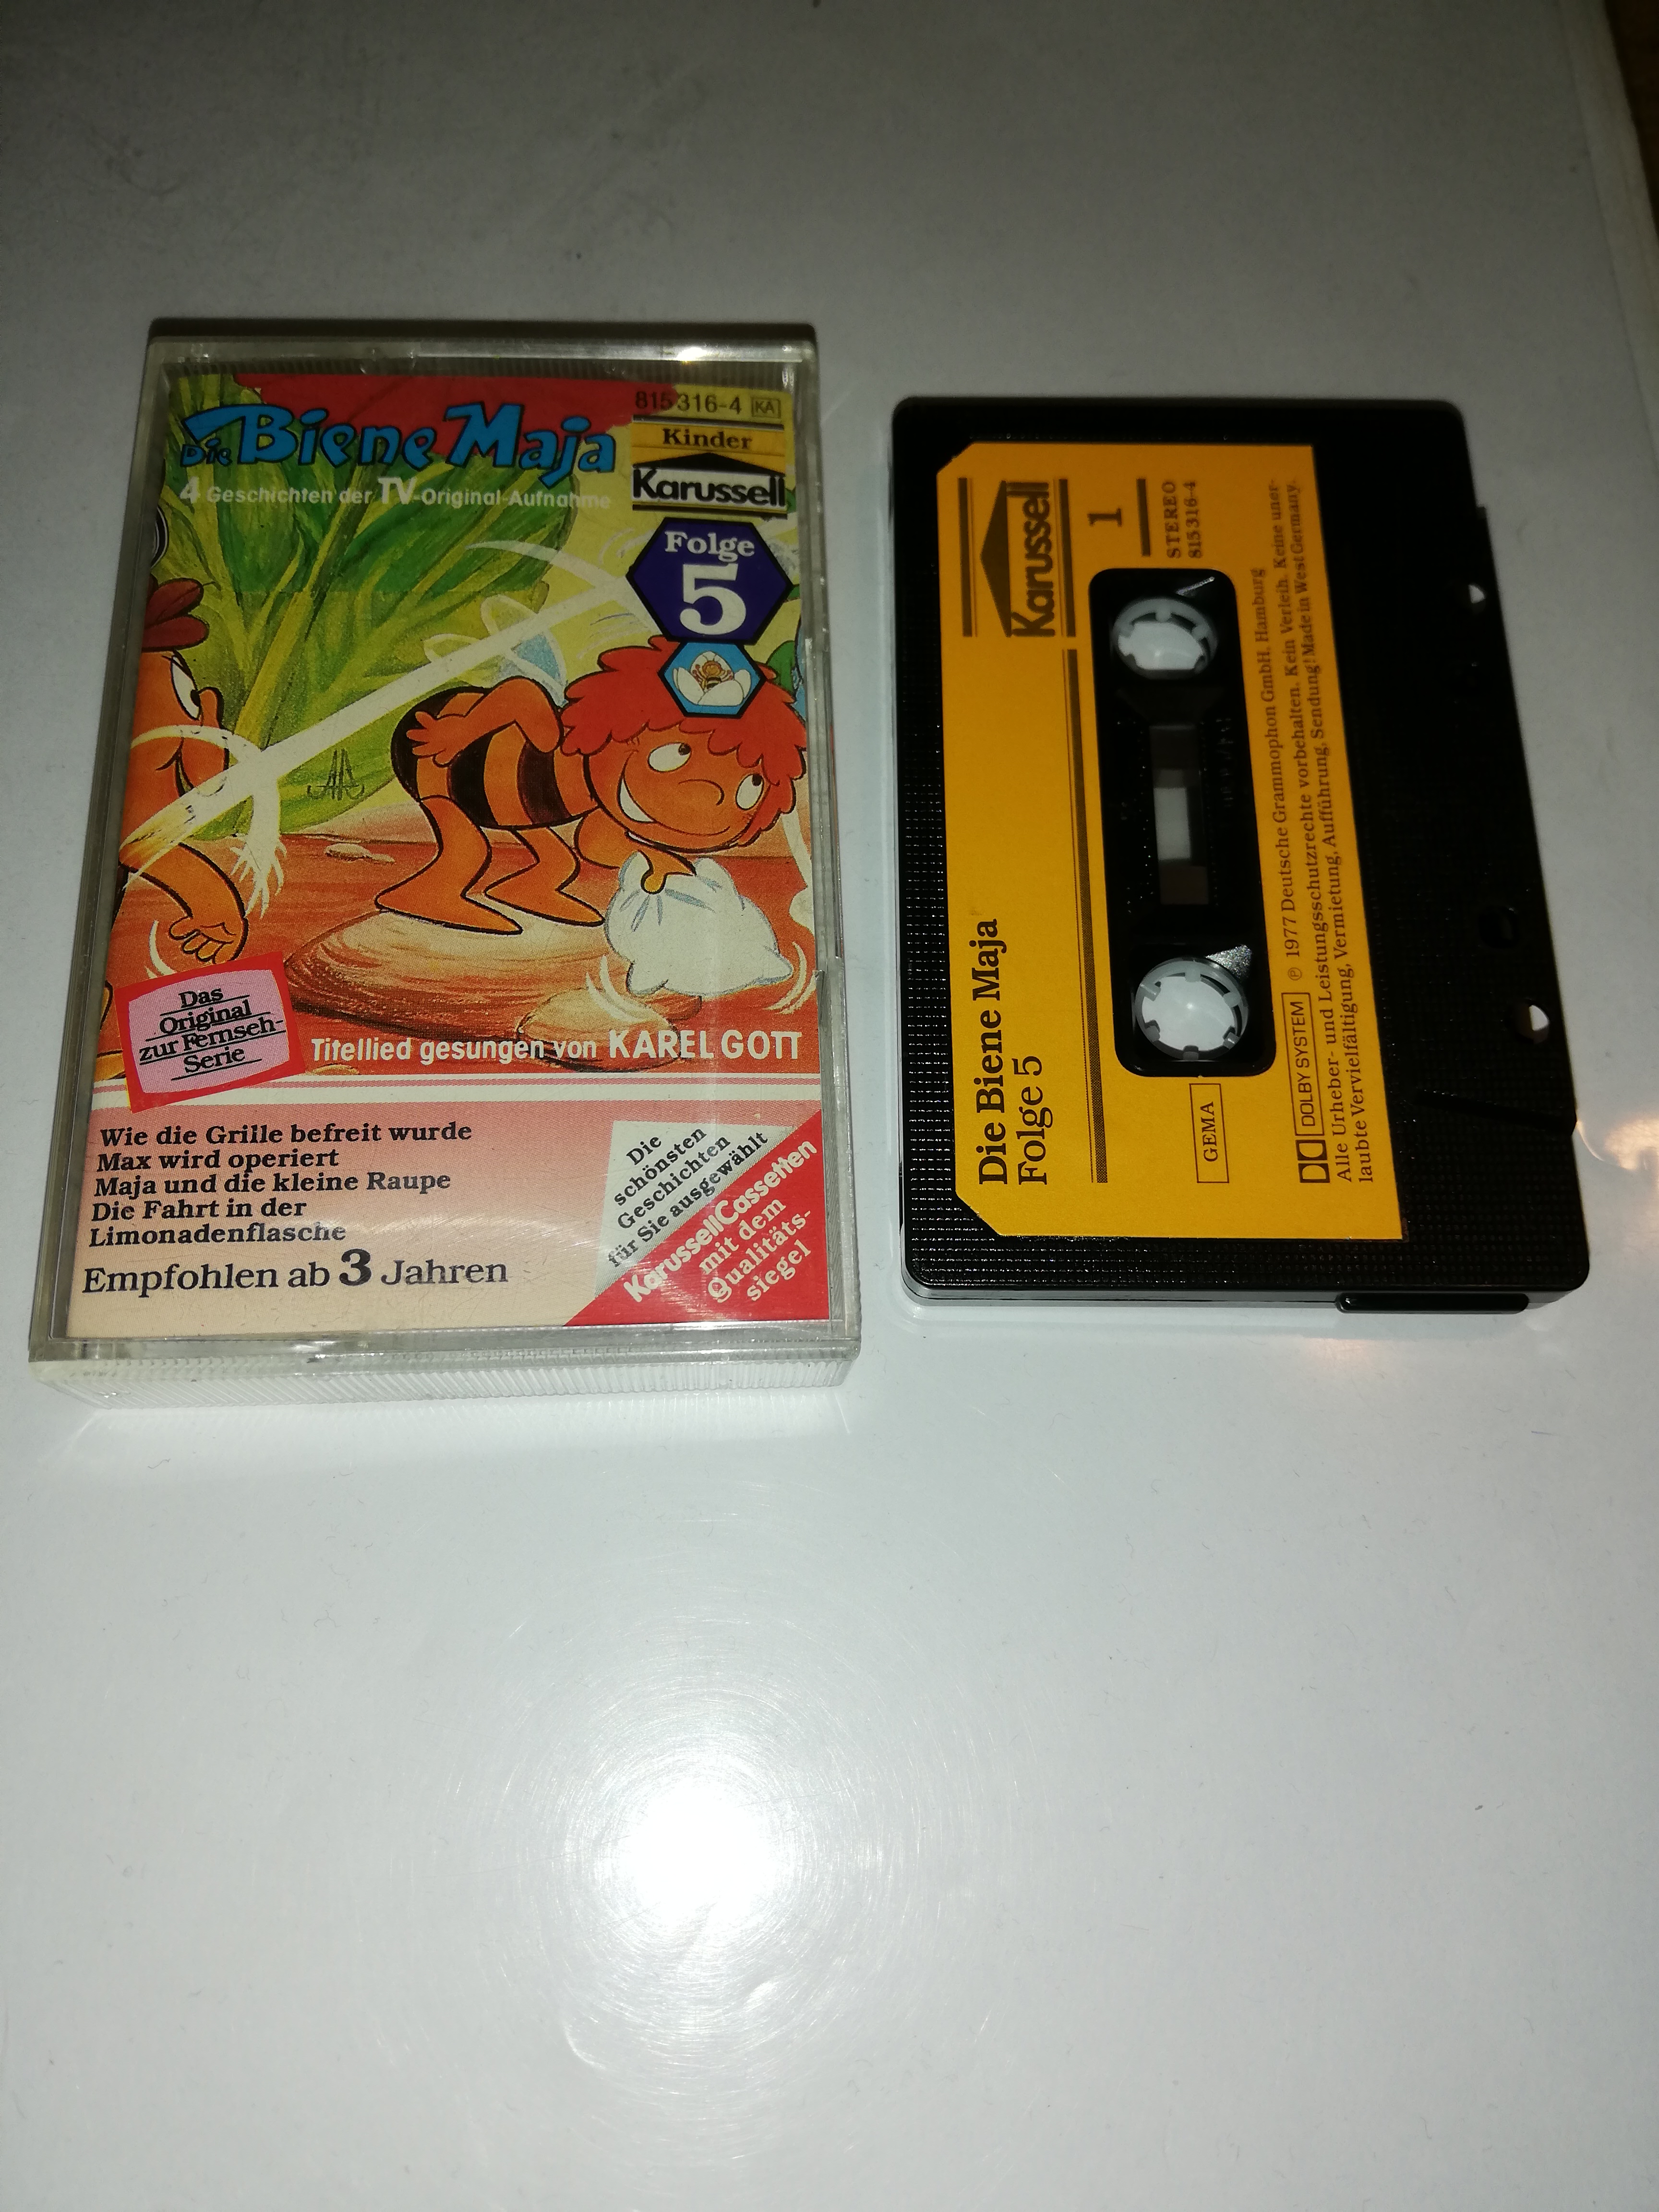 Die Biene Maja
4 Geschichten der TV-Original-Aufnahme
815 316-4 KA
Kinder
Karussell
Folge
5
Das
Original
zur Fernseh-
Serie
Titellied gesungen von KAREL GOTT
Wie die Grille befreit wurde
Max wird operiert
Maja und die kleine Raupe
Die Fahrt in der
Limonadenflasche
Empfohlen ab 3 Jahren
Die
schönsten
Geschichten
für Sie ausgewählt
Karussell Cassetten
mit dem
Qualitäts-
siegel
Die Biene Maja
Folge 5
Karussell
1
STEREO
815 316-4
GEMA
DOLBY SYSTEM
℗ 1977 Deutsche Grammophon GmbH, Hamburg
Alle Urheber- und Leistungsschutzrechte vorbehalten. Kein Verleih. Keine uner-
laubte Vervielfältigung, Vermietung, Aufführung, Sendung! Made in West Germany.